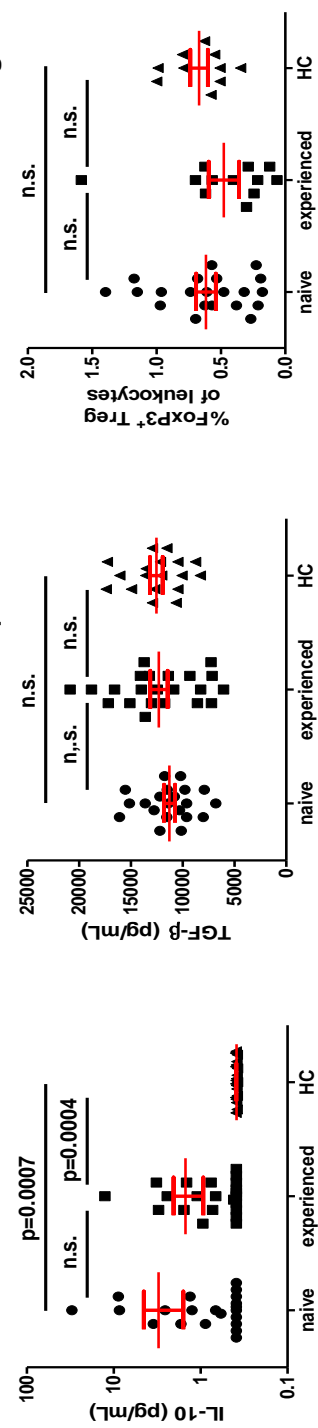 p=0.0007
n.s.
p=0.0004
100
10
1
0.1
IL-10 (pg/mL)
naive
experienced
HC
n.s.
n,.s.
n.s.
25000
20000
15000
10000
5000
0
TGF-β (pg/mL)
naive
experienced
HC
n.s.
n.s.
n.s.
2.0
1.5
1.0
0.5
0.0
%FoxP3+ Treg
of leukocytes
naive
experienced
HC